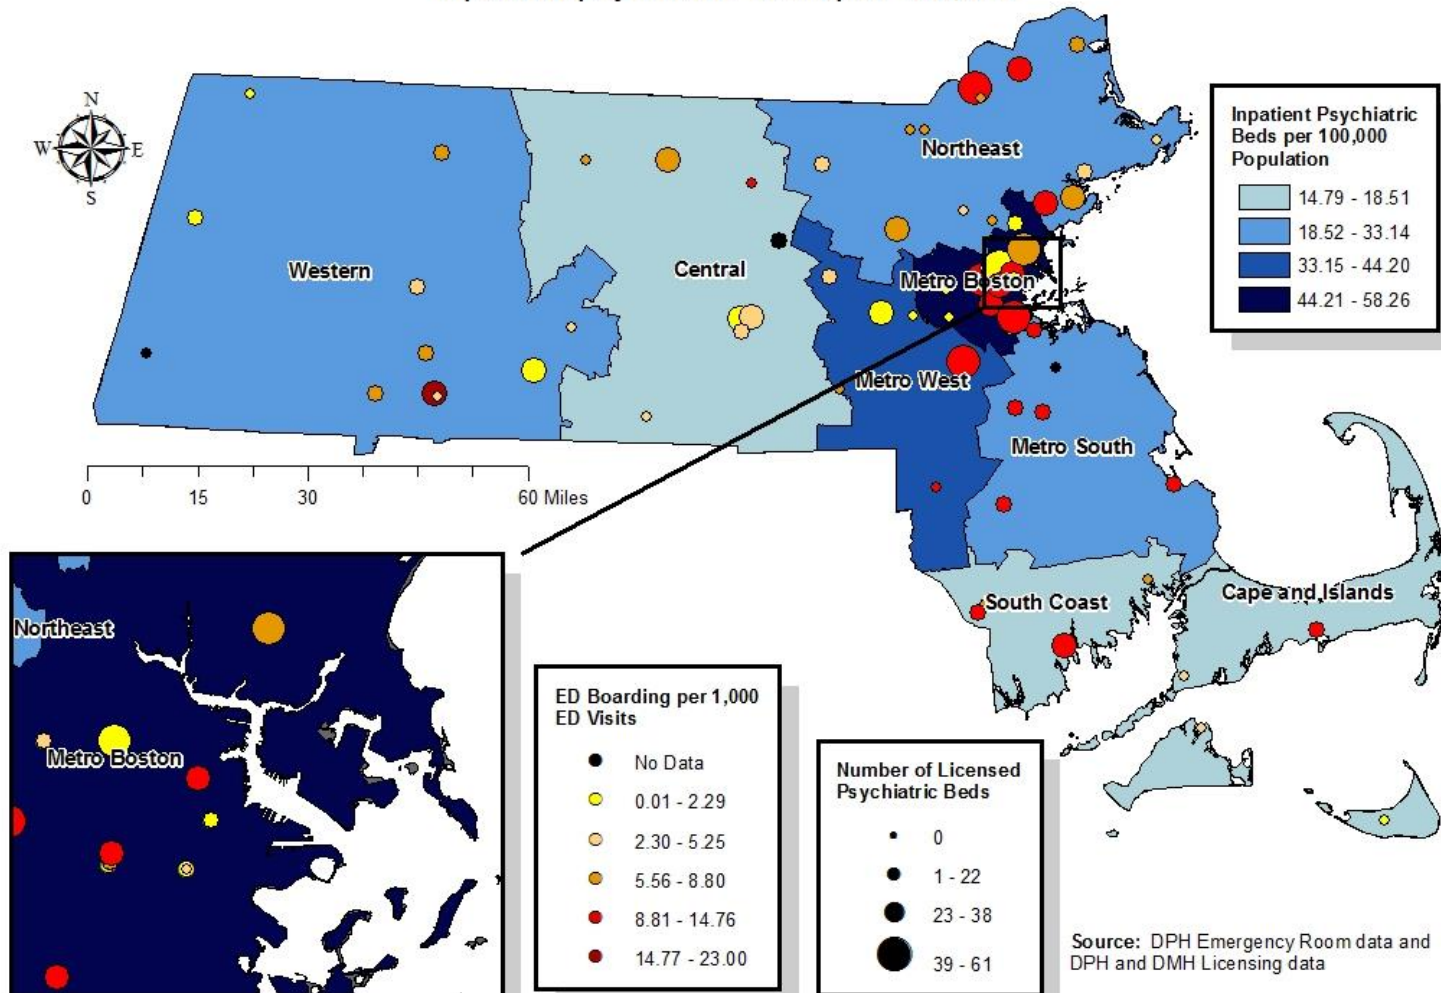 N
W
E
S
Western
Central
Northeast
Metro Boston
Metro West
Metro South
South Coast
Cape and Islands
Inpatient Psychiatric
Beds per 100,000
Population
14.79 - 18.51
18.52 - 33.14
33.15 - 44.20
44.21 - 58.26
0
15
30
60 Miles
Northeast
Metro Boston
ED Boarding per 1,000
ED Visits
No Data
0.01 - 2.29
2.30 - 5.25
5.56 - 8.80
8.81 - 14.76
14.77 - 23.00
Number of Licensed
Psychiatric Beds
0
1 - 22
23 - 38
39 - 61
Source: DPH Emergency Room data and
DPH and DMH Licensing data